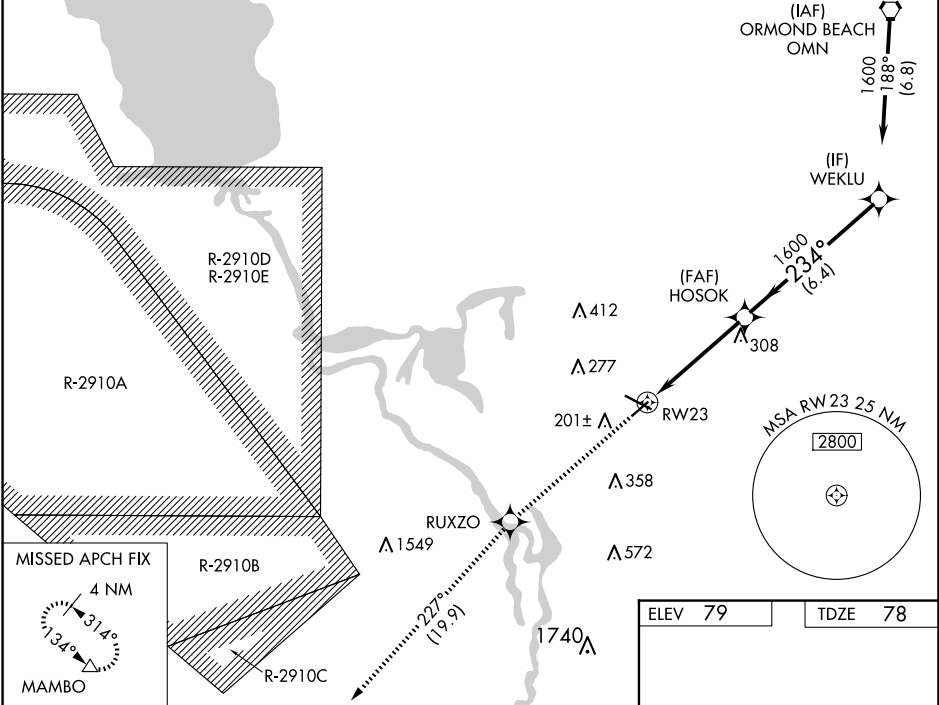 (IAF)
ORMOND BEACH
OMN
1600
188°
(6.8)
(IF)
WEKLU
1600
234°
(6.4)
(FAF)
HOSOK
R-2910D
R-2910E
412
308
277
R-2910A
201±
RW23
MSA RW23 25 NM
2800
358
RUXZO
1549
572
R-2910B
MISSED APCH FIX
4 NM
314°
134°
MAMBO
227°
(19.9)
1740
R-2910C
ELEV 79
TDZE 78